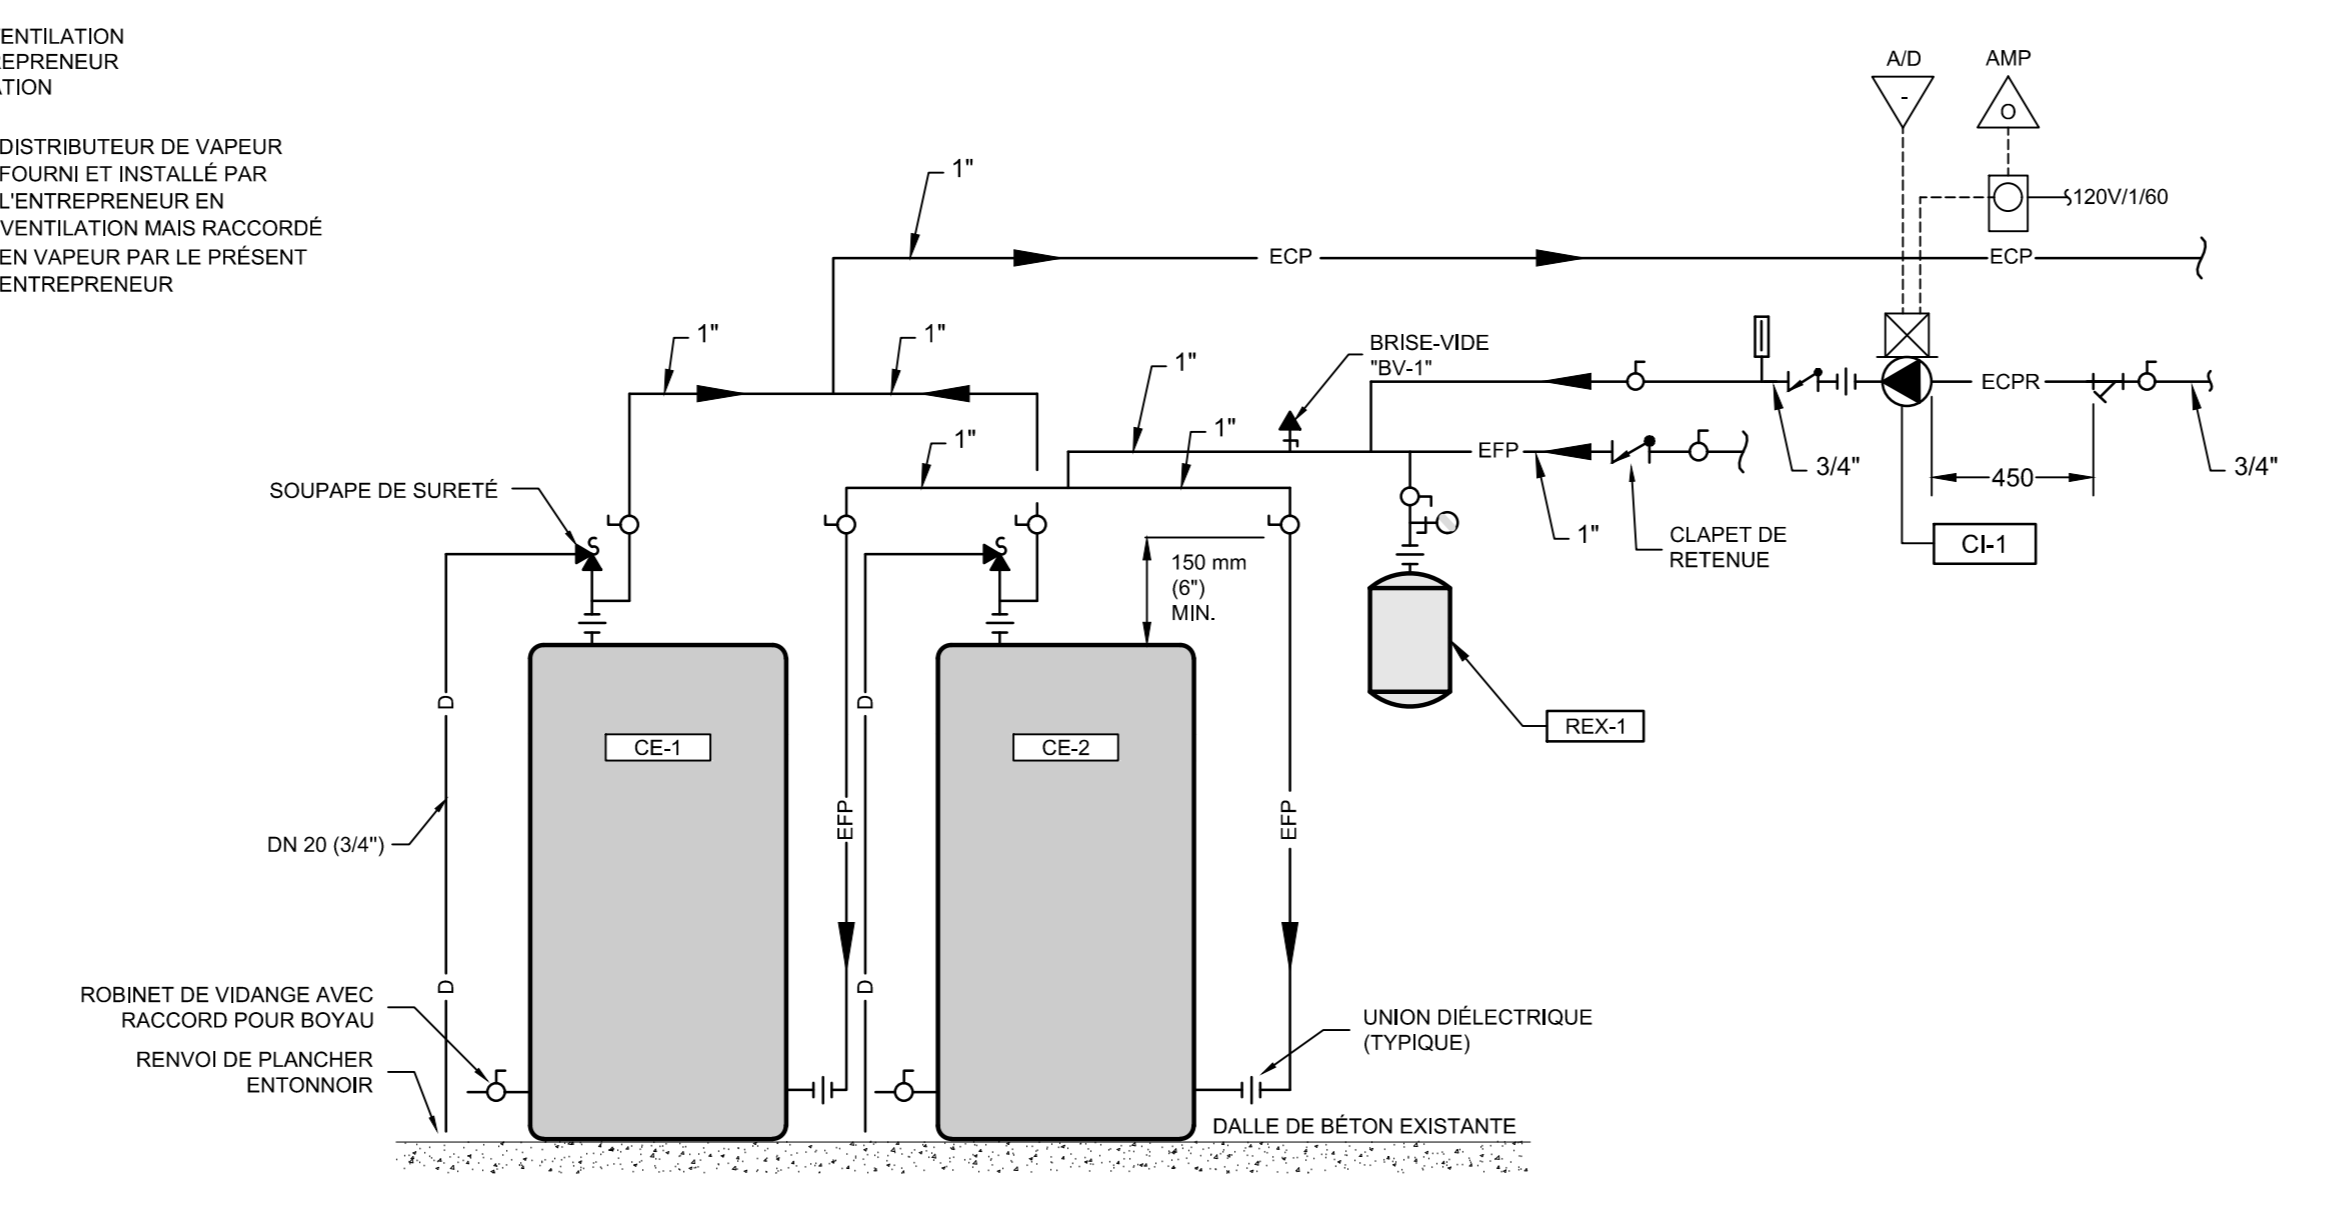 ENTILATION
REPRENEUR
ATION
DISTRIBUTEUR DE VAPEUR
FOURNI ET INSTALLÉ PAR
L'ENTREPRENEUR EN
VENTILATION MAIS RACCORDÉ
EN VAPEUR PAR LE PRÉSENT
ENTREPRENEUR
A/D
AMP
-
O
120V/1/60
1"
ECP
ECP
1"
1"
1"
BRISE-VIDE
"BV-1"
ECPR
1"
1"
EFP
3/4"
450
3/4"
SOUPAPE DE SURETÉ
1"
CLAPET DE
RETENUE
CI-1
150 mm
(6")
MIN.
D
D
REX-1
CE-1
CE-2
EFP
EFP
DN 20 (3/4")
D
D
ROBINET DE VIDANGE AVEC
RACCORD POUR BOYAU
RENVOI DE PLANCHER
ENTONNOIR
UNION DIÉLECTRIQUE
(TYPIQUE)
DALLE DE BÉTON EXISTANTE